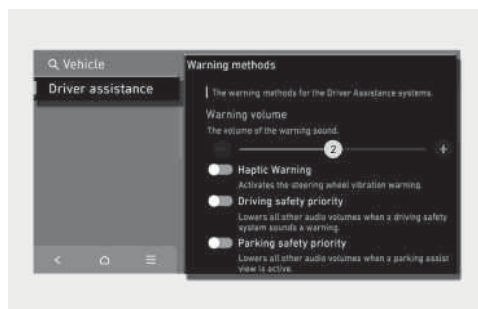 Vehicle
Driver assistance
Warning methods
The warning methods for the Driver Assistance systems.
Warning volume
The volume of the warning sound.
2
+
Haptic Warning
Activates the steering wheel vibration warning.
Driving safety priority
Lowers all other audio volumes when a driving safety
system sounds a warning.
Parking safety priority
Lowers all other audio volumes when a parking assist
view is active.